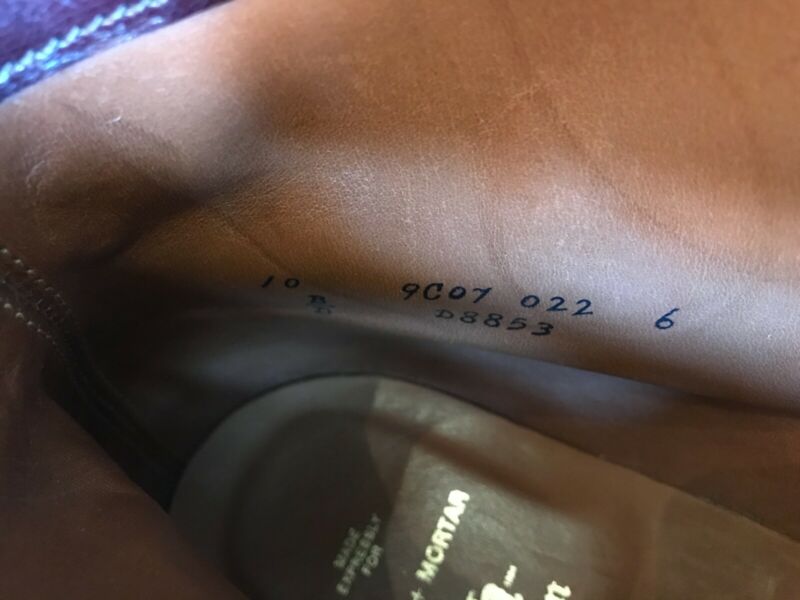 10 9C07 022 6
B/D D8853
MADE
EXPRESSLY
FOR
+ MORTAR